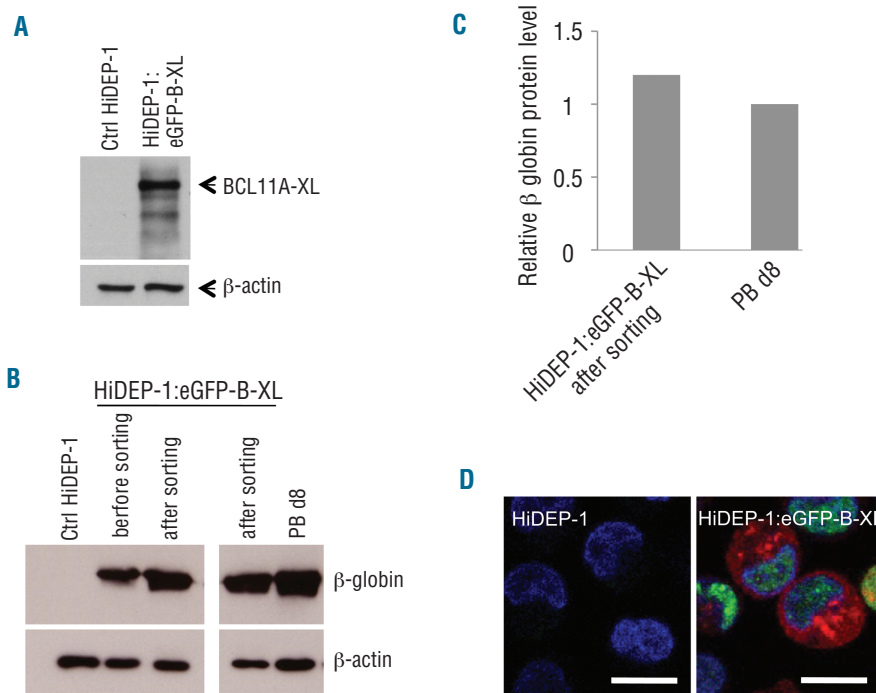 A
Ctrl HiDEP-1
HiDEP-1:
eGFP-B-XL
BCL11A-XL
β-actin
B
HiDEP-1:eGFP-B-XL
Ctrl HiDEP-1
berfore sorting
after sorting
after sorting
PB d8
β-globin
β-actin
C
Relative β globin protein level
1.5
1
0.5
0
HiDEP-1:eGFP-B-XL
after sorting
PB d8
D
HiDEP-1
HiDEP-1:eGFP-B-XL